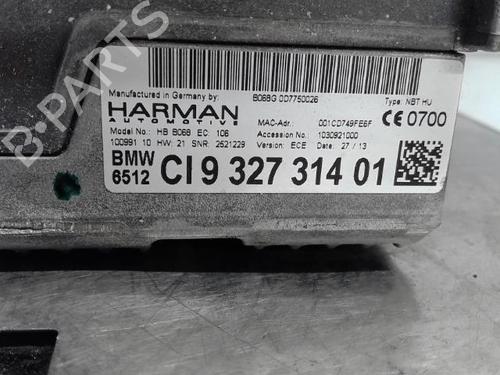 B-PARTS
Manufactured in Germany by:
B068G 0D7750026
Type: NBT HU
HARMAN
AUTOMOTIVE
MAC-Adr.: 001CD749FE6F
CE 0700
Model No.: HB B068 EC 106
Accessoires: 1030921000
100991 10 HW: 21 SNR: 2521229
Version: ECE Date: 27 / 13
BMW
6512
CI 9 327 314 01